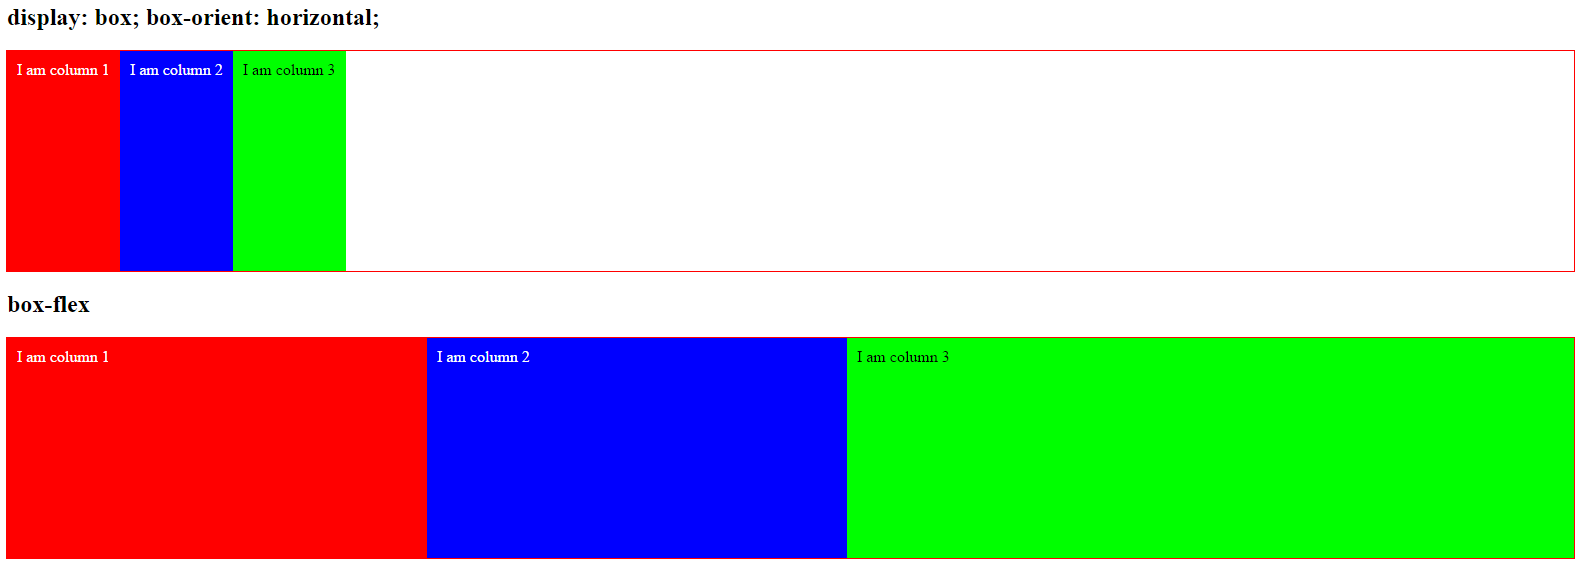 display: box; box-orient: horizontal;
I am column 1
I am column 2
I am column 3
box-flex
I am column 1
I am column 2
I am column 3